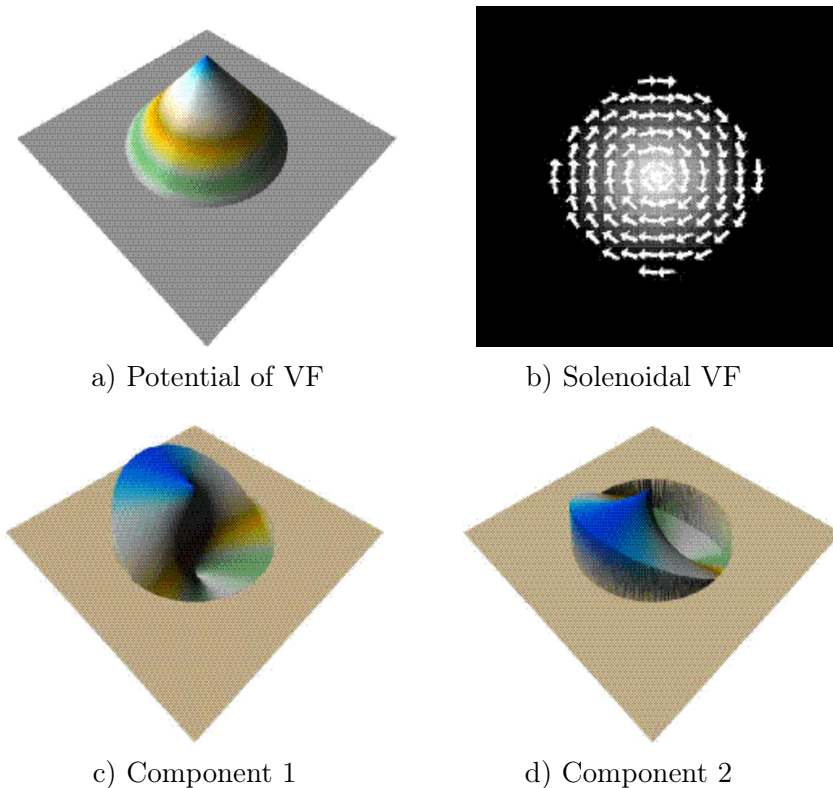 a) Potential of VF
b) Solenoidal VF
c) Component 1
d) Component 2